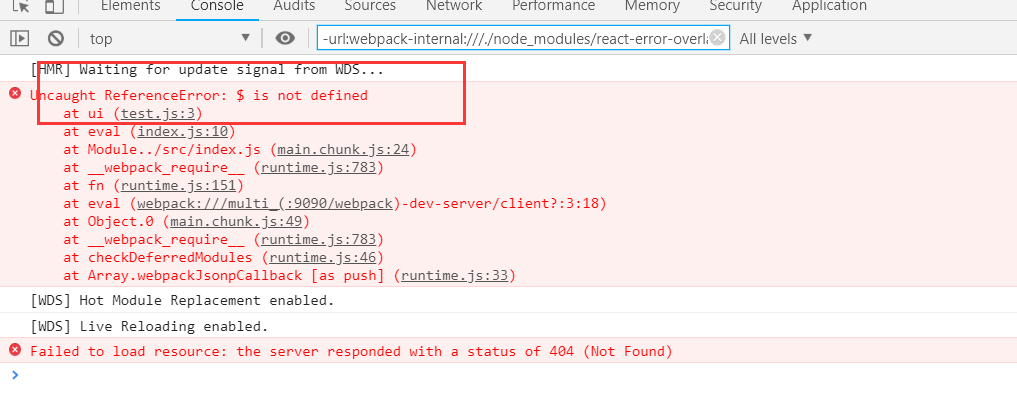 Elements Console Audits Sources Network Performance Memory Security Application
top ▼ -url:webpack-internal:///./node_modules/react-error-overla All levels ▼
[HMR] Waiting for update signal from WDS...
Uncaught ReferenceError: $ is not defined
at ui (test.js:3)
at eval (index.js:10)
at Module../src/index.js (main.chunk.js:24)
at __webpack_require__ (runtime.js:783)
at fn (runtime.js:151)
at eval (webpack:///multi_(:9090/webpack)-dev-server/client?:3:18)
at Object.0 (main.chunk.js:49)
at __webpack_require__ (runtime.js:783)
at checkDeferredModules (runtime.js:46)
at Array.webpackJsonpCallback [as push] (runtime.js:33)
[WDS] Hot Module Replacement enabled.
[WDS] Live Reloading enabled.
Failed to load resource: the server responded with a status of 404 (Not Found)
>